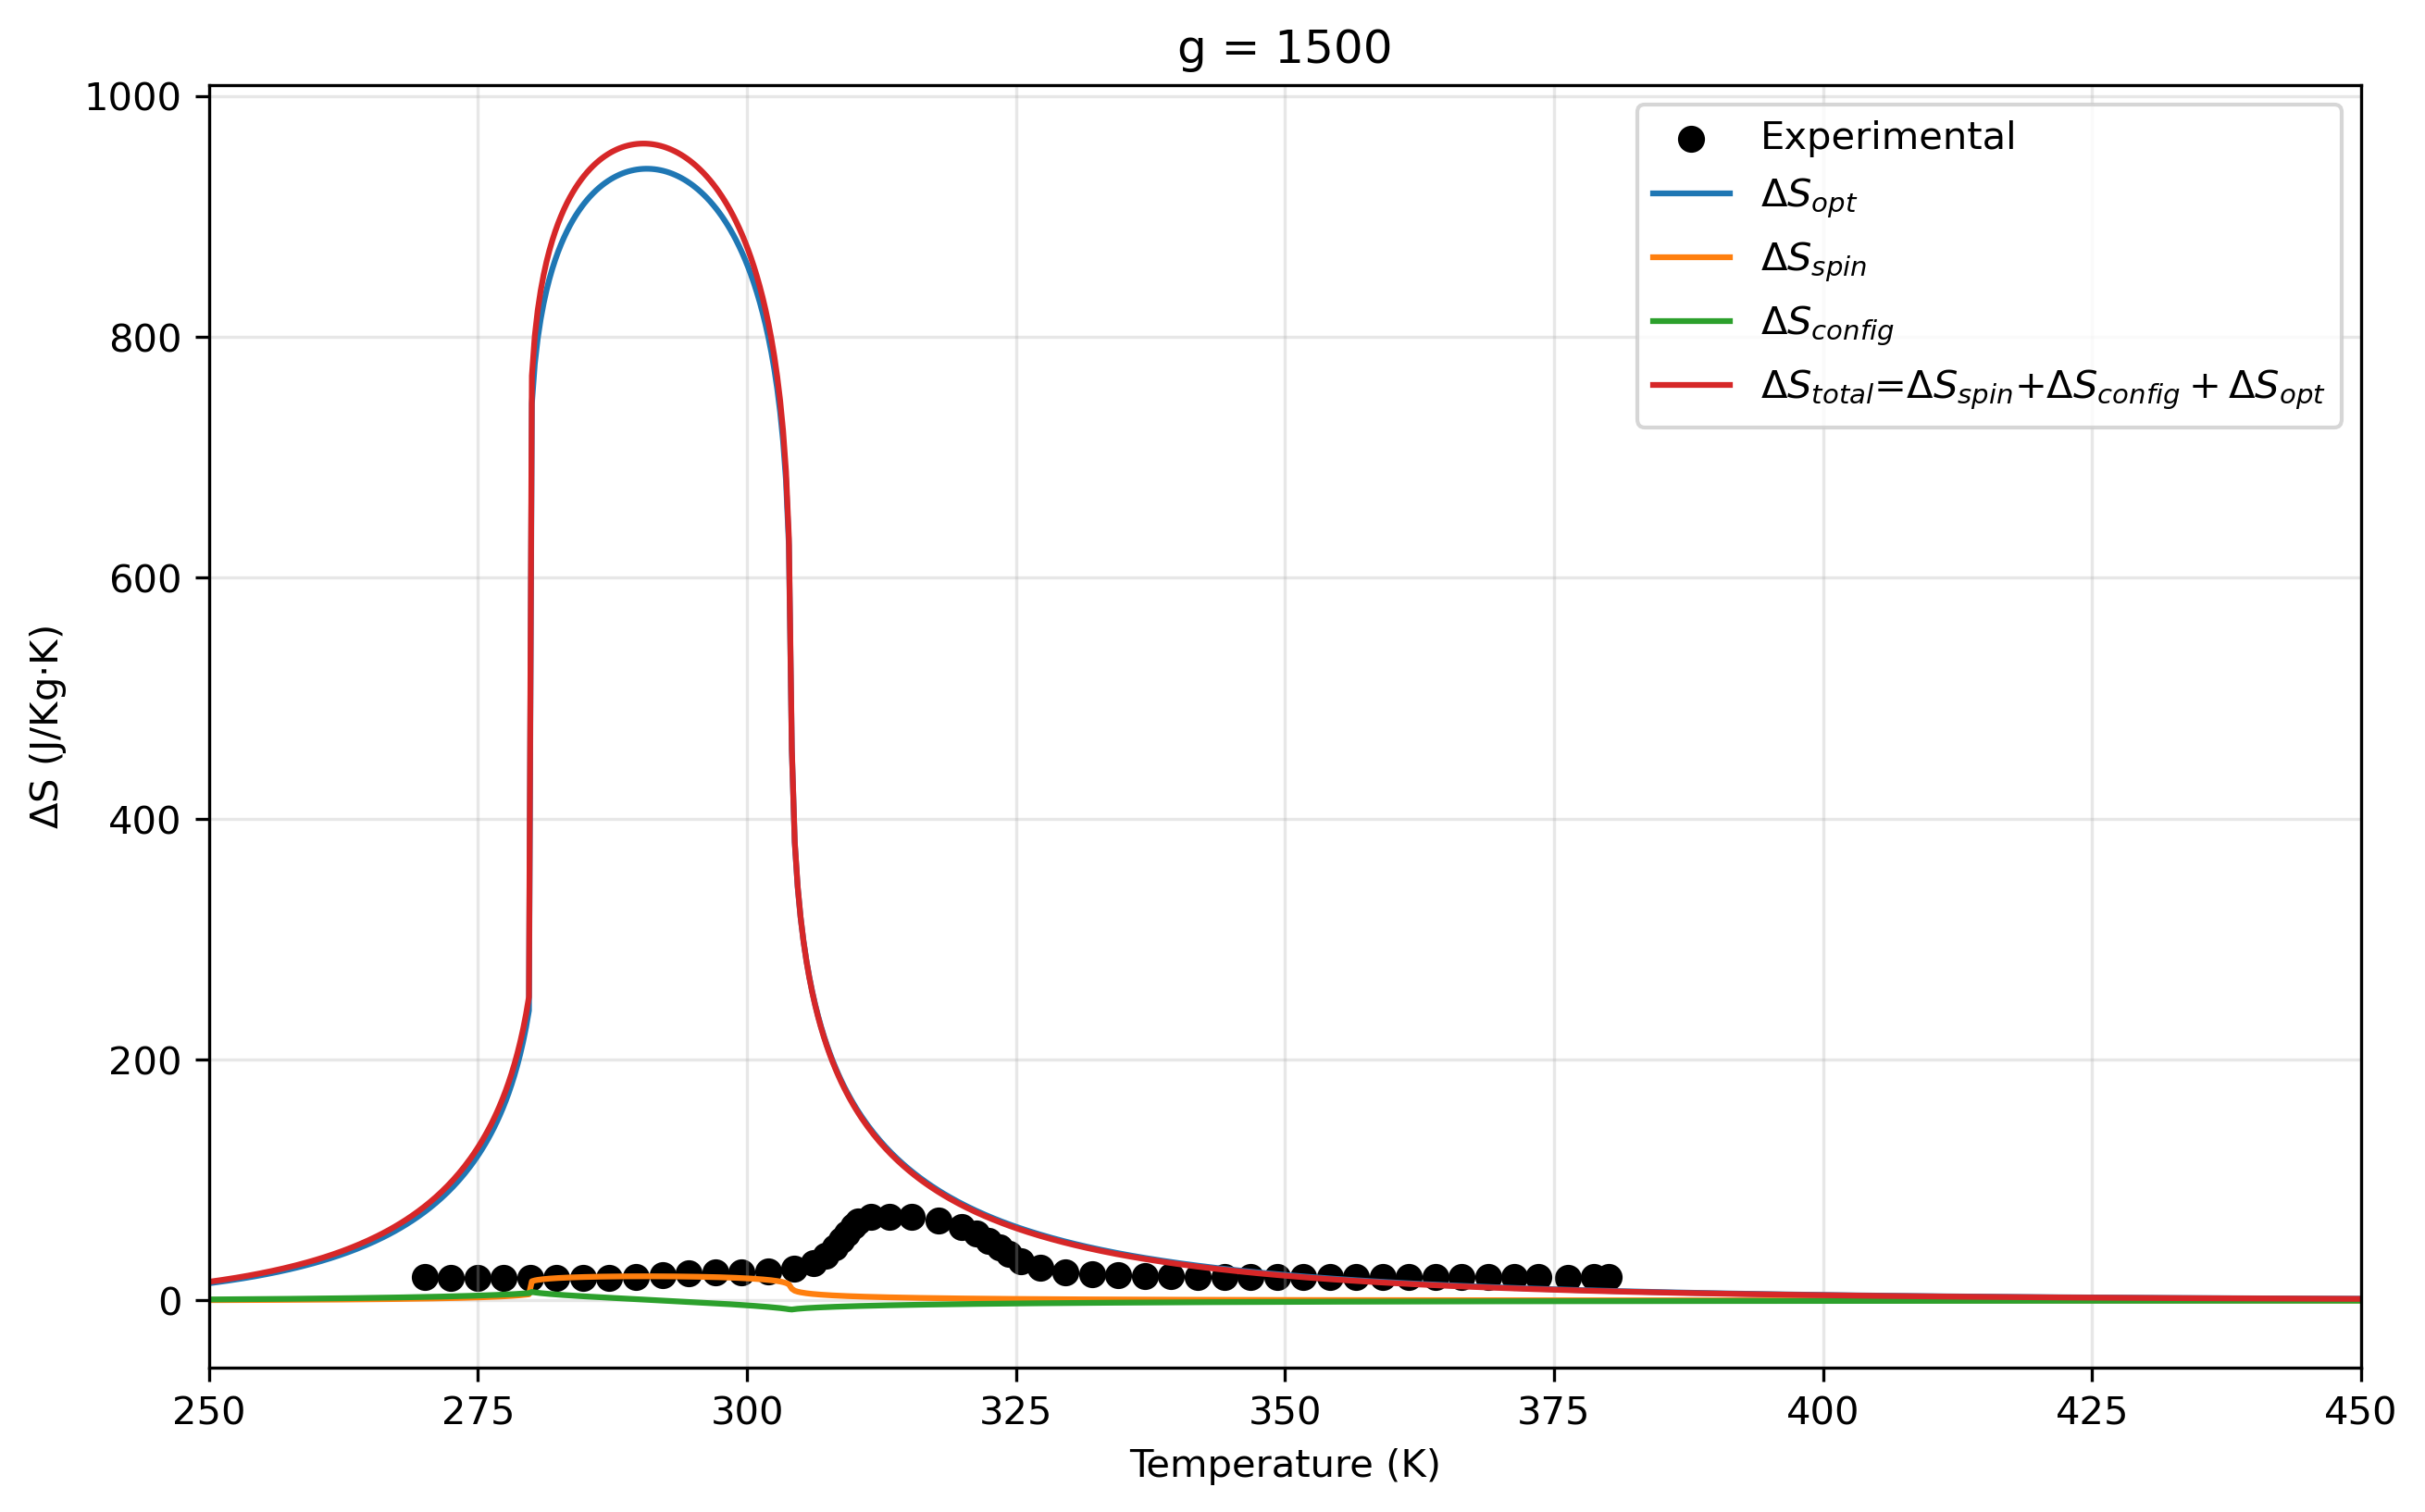 g = 1500
1000
800
600
400
200
0
ΔS (J/Kg·K)
Experimental
ΔS_opt
ΔS_spin
ΔS_config
ΔS_total=ΔS_spin+ΔS_config + ΔS_opt
250 275 300 325 350 375 400 425 450
Temperature (K)